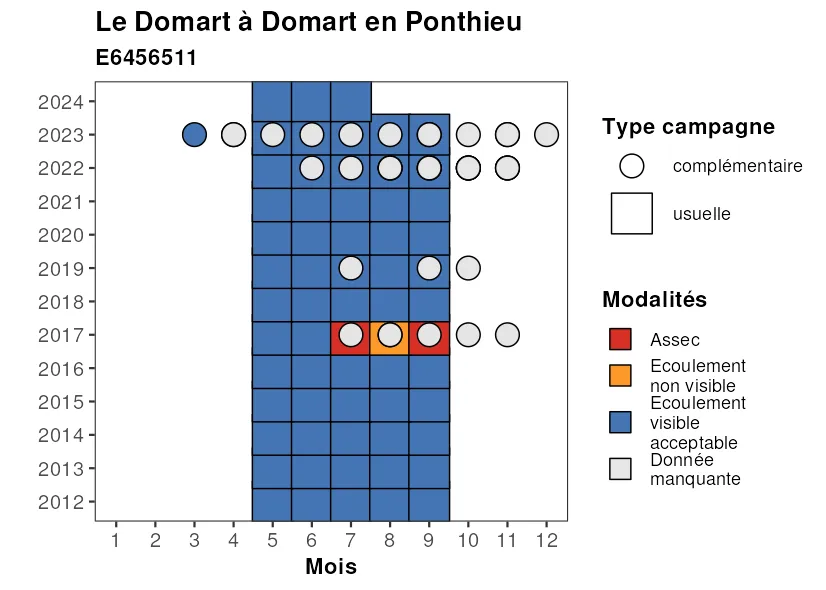 Le Domart à Domart en Ponthieu
E6456511
2024
2023
2022
2021
2020
2019
2018
2017
2016
2015
2014
2013
2012
1 2 3 4 5 6 7 8 9 10 11 12
Mois
Type campagne
complémentaire
usuelle
Modalités
Assec
Ecoulement
non visible
Ecoulement
visible
acceptable
Donnée
manquante